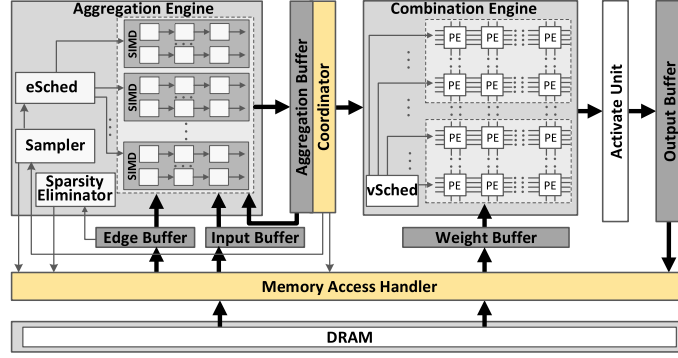 Aggregation Engine
Combination Engine
SIMD
SIMD
SIMD
eSched
Sampler
Sparsity
Eliminator
Aggregation Buffer
Coordinator
PE PE PE
PE PE PE
PE PE PE
PE PE PE
vSched
Activate Unit
Output Buffer
Edge Buffer
Input Buffer
Weight Buffer
Memory Access Handler
DRAM